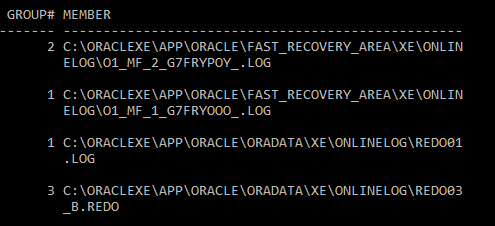 GROUP# MEMBER
------- --------------------------------------------------
2 C:\ORACLEXE\APP\ORACLE\FAST_RECOVERY_AREA\XE\ONLIN
ELOG\O1_MF_2_G7FRYPOY_.LOG
1 C:\ORACLEXE\APP\ORACLE\FAST_RECOVERY_AREA\XE\ONLIN
ELOG\O1_MF_1_G7FRYOOO_.LOG
1 C:\ORACLEXE\APP\ORACLE\ORADATA\XE\ONLINELOG\REDO01
.LOG
3 C:\ORACLEXE\APP\ORACLE\ORADATA\XE\ONLINELOG\REDO03
_B.REDO